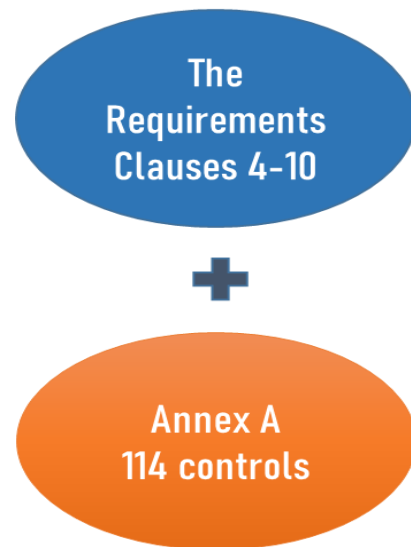 The
Requirements
Clauses 4-10
Annex A
114 controls